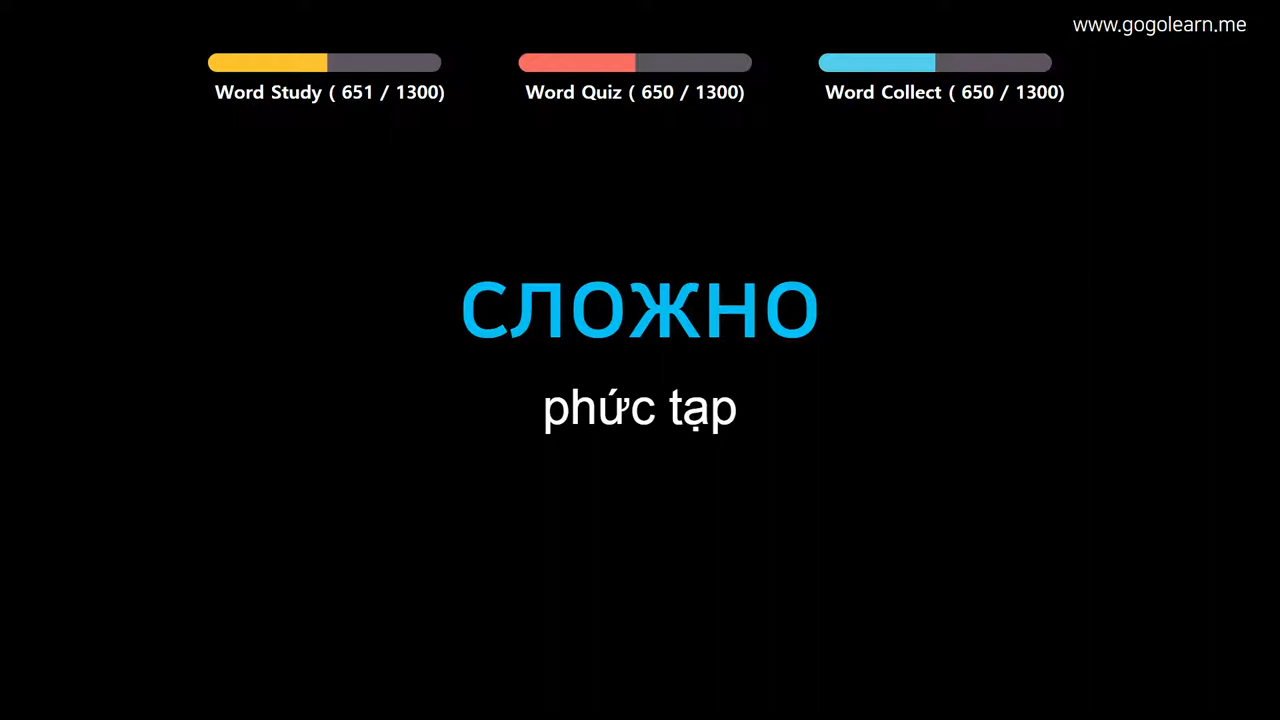 www.gogolearn.me
Word Study ( 651 / 1300)
Word Quiz ( 650 / 1300)
Word Collect ( 650 / 1300)
сложно
phức tạp